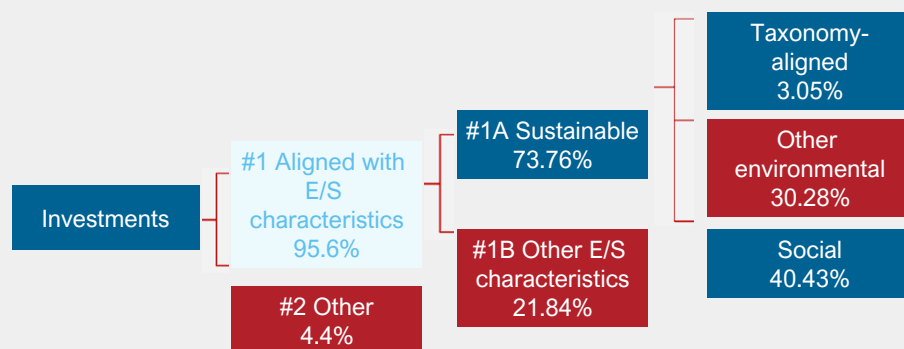 Investments
#1 Aligned with
E/S
characteristics
95.6%
#2 Other
4.4%
#1A Sustainable
73.76%
#1B Other E/S
characteristics
21.84%
Taxonomy-
aligned
3.05%
Other
environmental
30.28%
Social
40.43%